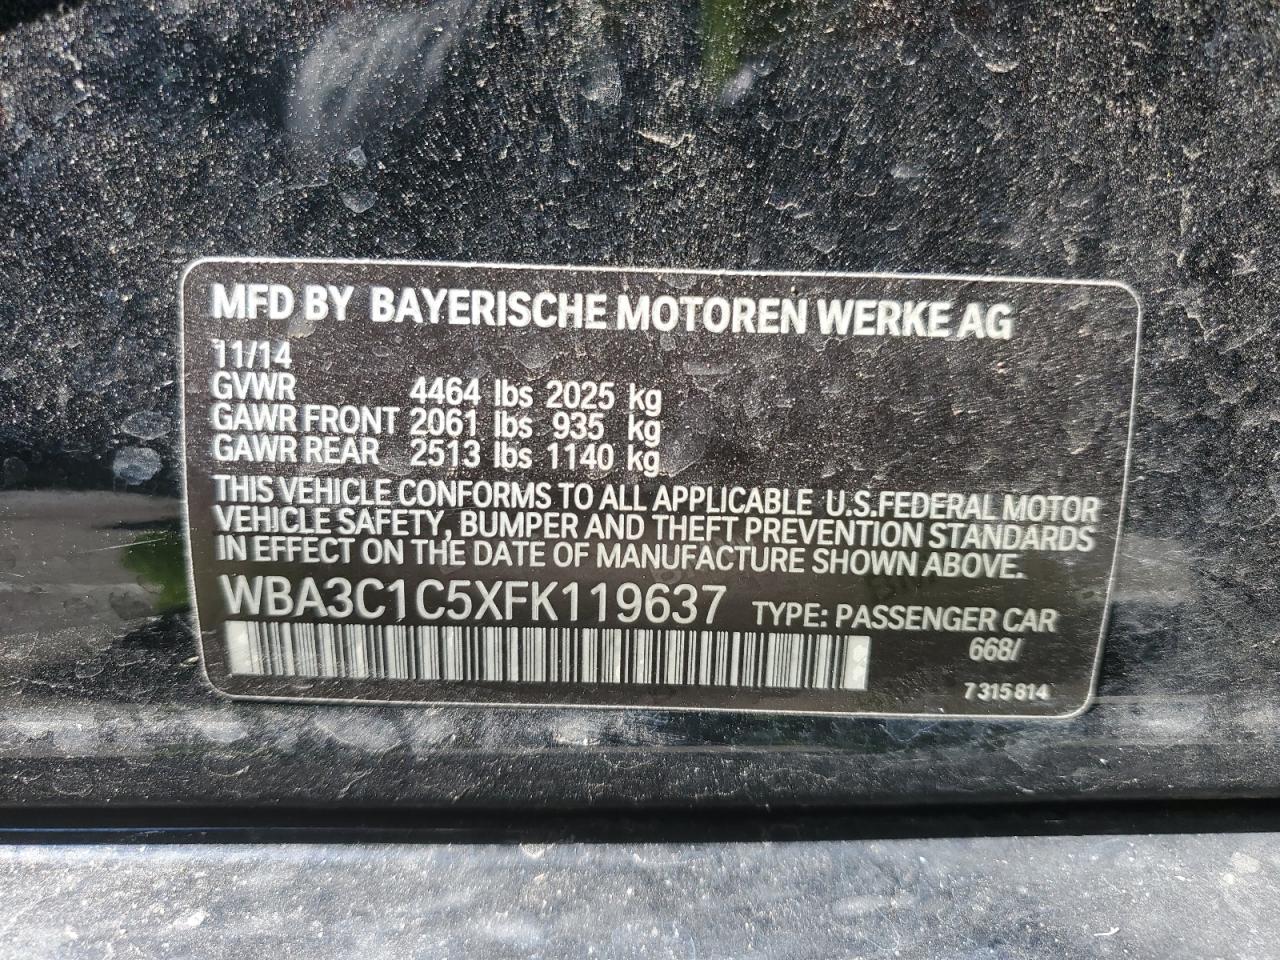 MFD BY BAYERISCHE MOTOREN WERKE AG
11/14
GVWR 4464 lbs 2025 kg
GAWR FRONT 2061 lbs 935 kg
GAWR REAR 2513 lbs 1140 kg
THIS VEHICLE CONFORMS TO ALL APPLICABLE U.S.FEDERAL MOTOR
VEHICLE SAFETY, BUMPER AND THEFT PREVENTION STANDARDS
IN EFFECT ON THE DATE OF MANUFACTURE SHOWN ABOVE.
WBA3C1C5XFK119637 TYPE: PASSENGER CAR
668/
7 315 814